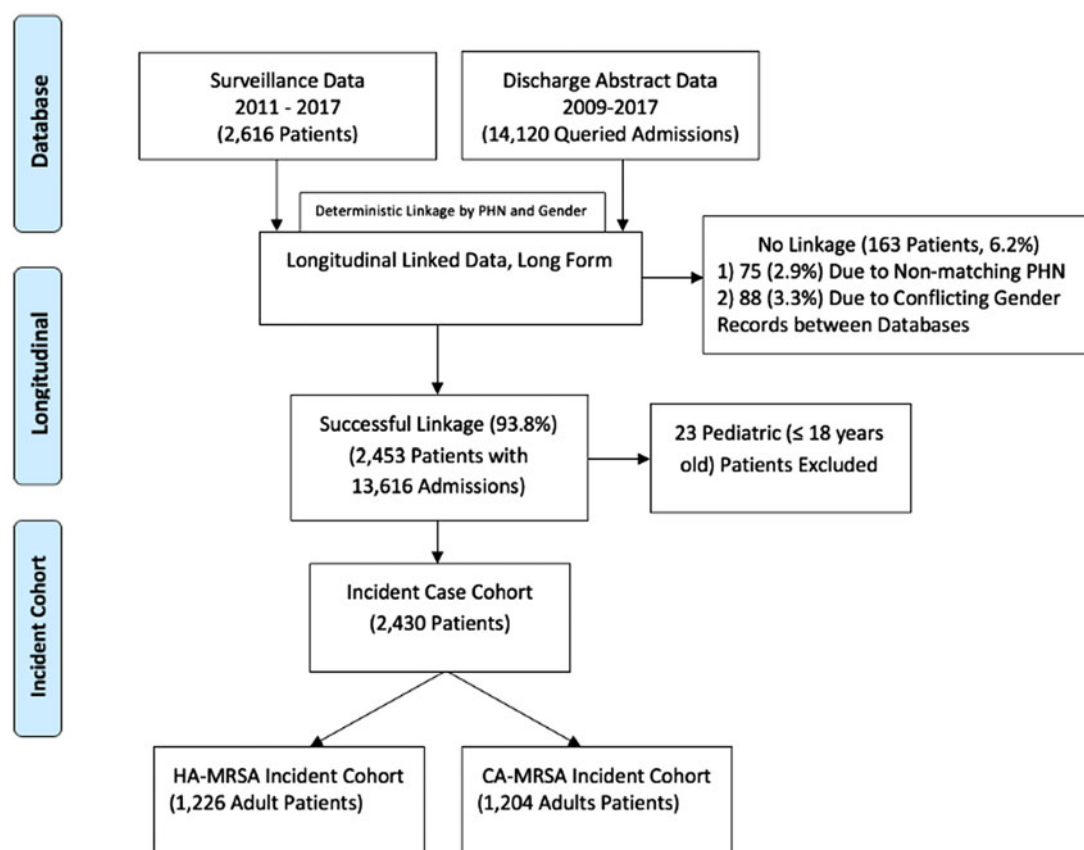 Database
Surveillance Data
2011 - 2017
(2,616 Patients)
Discharge Abstract Data
2009-2017
(14,120 Queried Admissions)
Deterministic Linkage by PHN and Gender
Longitudinal Linked Data, Long Form
No Linkage (163 Patients, 6.2%)
1) 75 (2.9%) Due to Non-matching PHN
2) 88 (3.3%) Due to Conflicting Gender
Records between Databases
Longitudinal
Successful Linkage (93.8%)
(2,453 Patients with
13,616 Admissions)
23 Pediatric (≤ 18 years
old) Patients Excluded
Incident Cohort
Incident Case Cohort
(2,430 Patients)
HA-MRSA Incident Cohort
(1,226 Adult Patients)
CA-MRSA Incident Cohort
(1,204 Adults Patients)